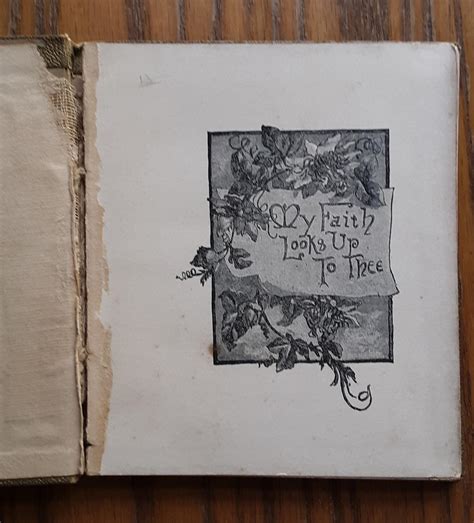 My Faith
Looks Up
To Thee